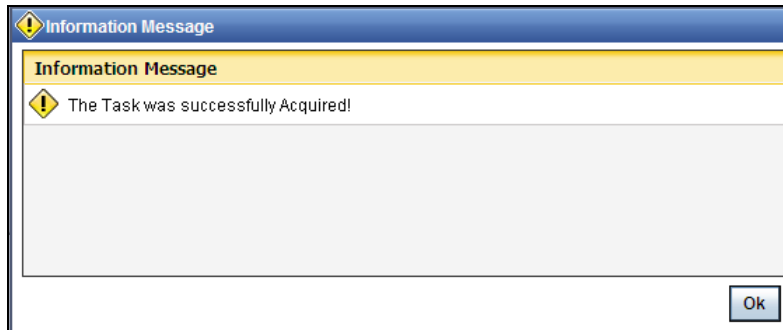 Information Message
Information Message
The Task was successfully Acquired!
Ok